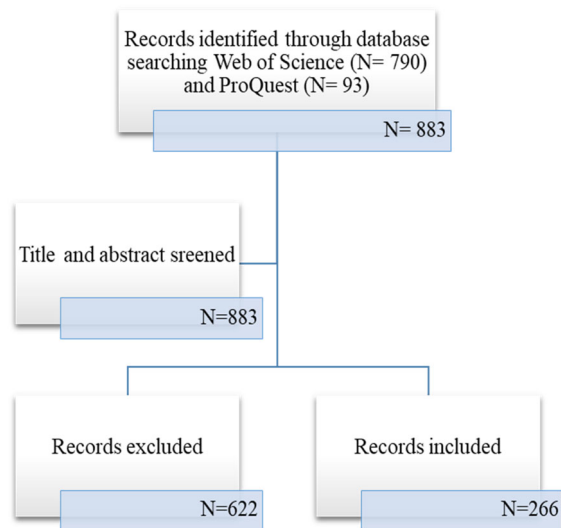 Records identified through database
searching Web of Science (N= 790)
and ProQuest (N= 93)
N= 883
Title and abstract sreened
N=883
Records excluded
N=622
Records included
N=266